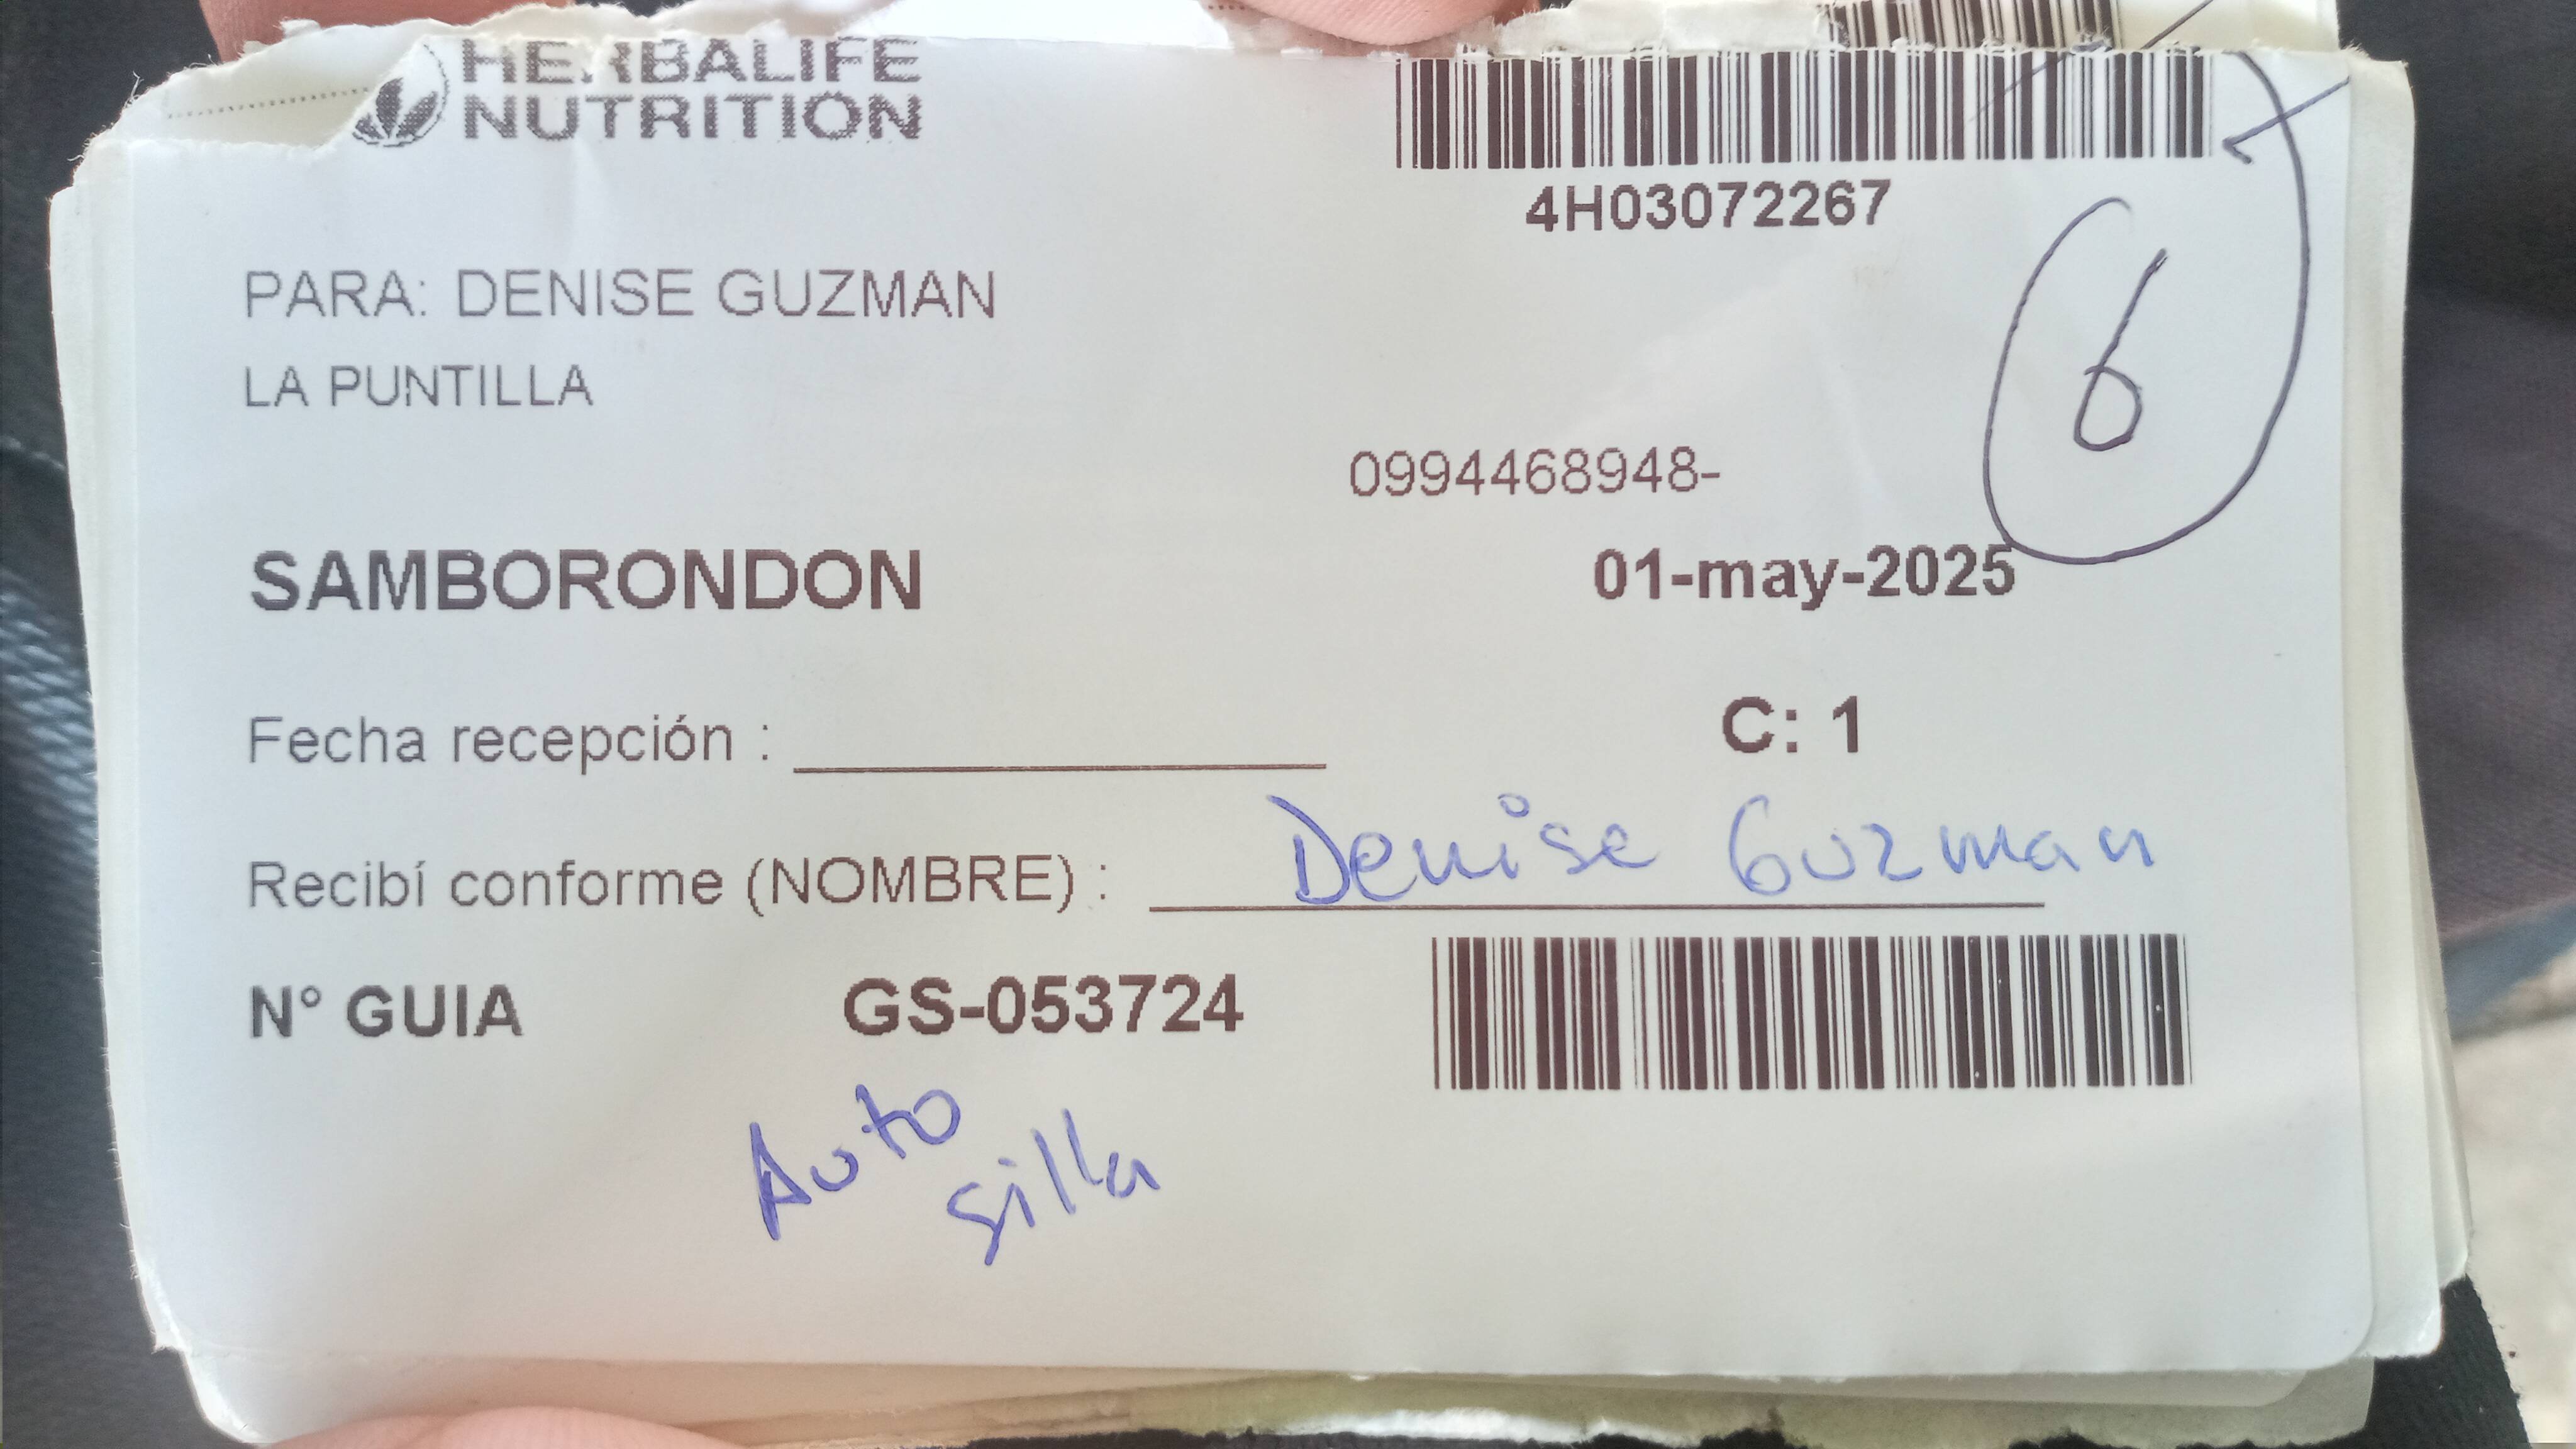 HERBALIFE
NUTRITION
4H03072267
6
PARA: DENISE GUZMAN
LA PUNTILLA
0994468948-
SAMBORONDON
01-may-2025
Fecha recepción :
C: 1
Recibí conforme (NOMBRE) : Denise Guzman
N° GUIA GS-053724
Auto
silla